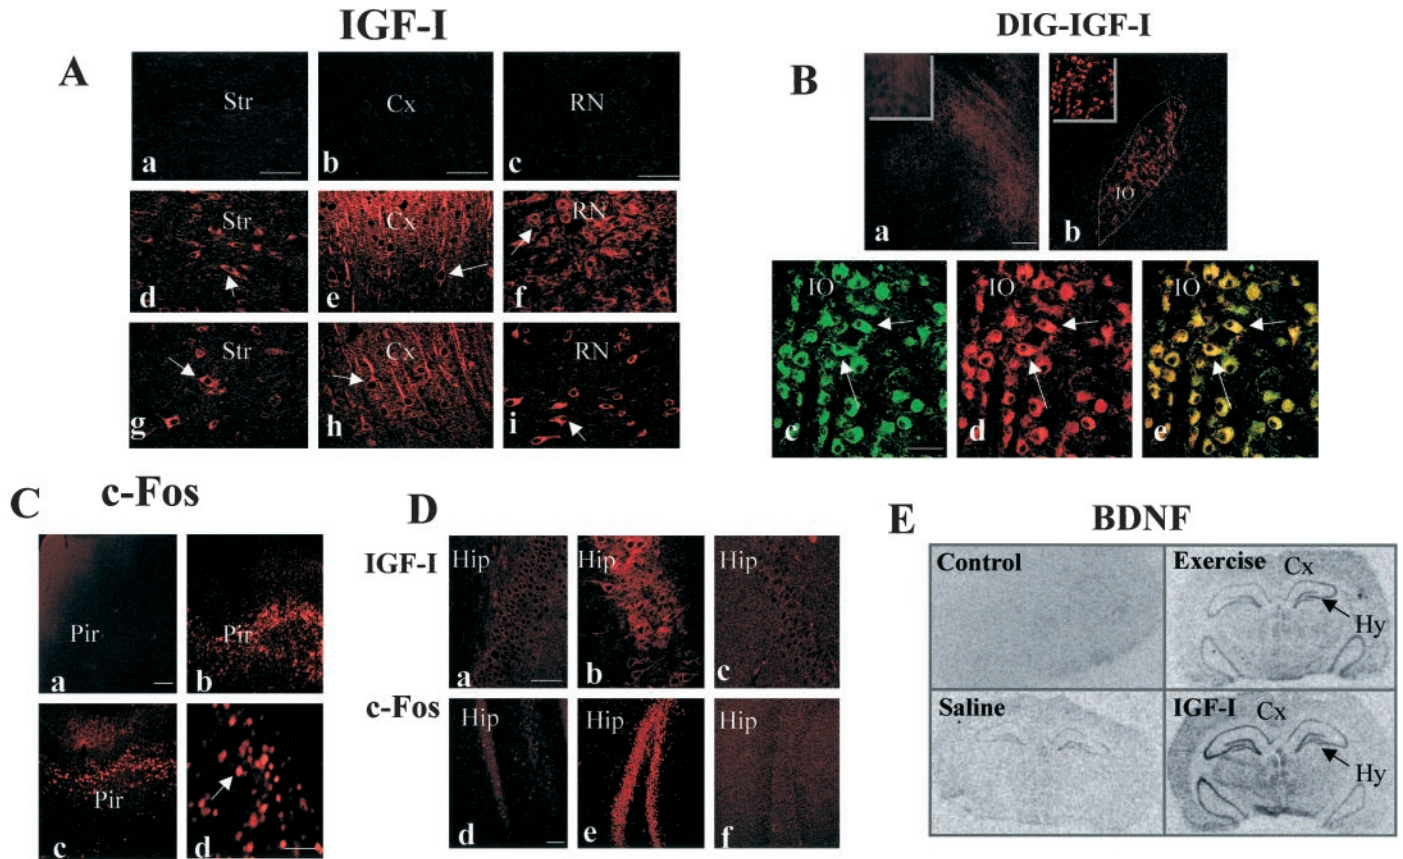 IGF-I
A
Str
a
Cx
b
RN
c
Str
d
Cx
e
RN
f
Str
g
Cx
h
RN
i
DIG-IGF-I
B
a
IO
b
IO
c
IO
d
IO
e
c-Fos
C
Pir
a
Pir
b
Pir
c
d
D
IGF-I
Hip
a
Hip
b
Hip
c
c-Fos
Hip
d
Hip
e
Hip
f
E
BDNF
Control
Exercise
Cx
Hy
Saline
IGF-I
Cx
Hy